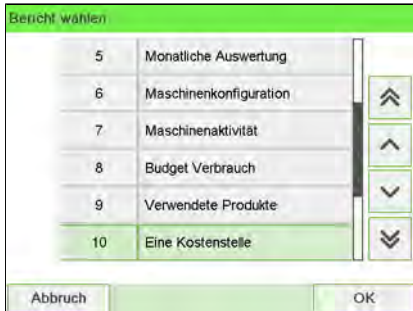 Bericht wählen
5 Monatliche Auswertung
6 Maschinenkonfiguration
7 Maschinenaktivität
8 Budget Verbrauch
9 Verwendete Produkte
10 Eine Kostenstelle
Abbruch OK